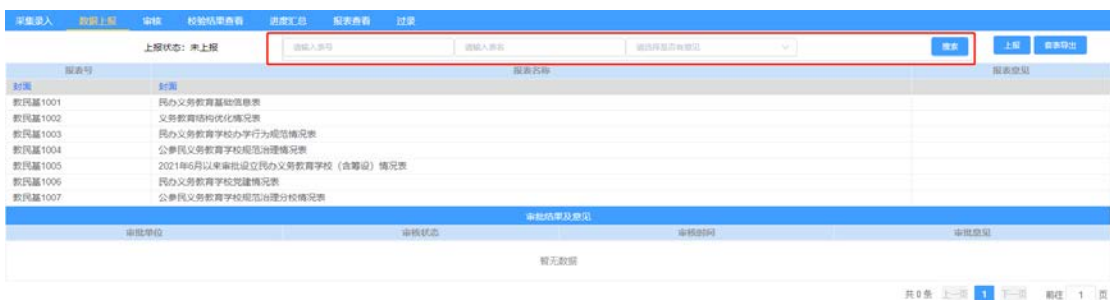 采集录入 数据上报 审核 校验结果查看 进度汇总 报表查看 过录
上报状态：未上报 请输入表号 请输入表名 请选择是否有意见 搜索 上报 套表导出
报表号 报表名称 报表意见
封面 封面
教民基1001 民办义务教育基础信息表
教民基1002 义务教育结构优化情况表
教民基1003 民办义务教育学校办学行为规范情况表
教民基1004 公参民义务教育学校规范治理情况表
教民基1005 2021年6月以来审批设立民办义务教育学校（含筹设）情况表
教民基1006 民办义务教育学校党建情况表
教民基1007 公参民义务教育学校规范治理分校情况表
审批结果及意见
审批单位 审核状态 审核时间 审批意见
暂无数据
共 0 条 上一页 1 下一页 前往 1 页